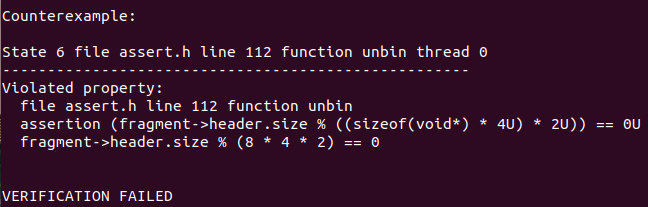 Counterexample:
State 6 file assert.h line 112 function unbin thread 0
----------------------------------------------------
Violated property:
  file assert.h line 112 function unbin
  assertion (fragment->header.size % ((sizeof(void*) * 4U) * 2U)) == 0U
  fragment->header.size % (8 * 4 * 2) == 0
VERIFICATION FAILED